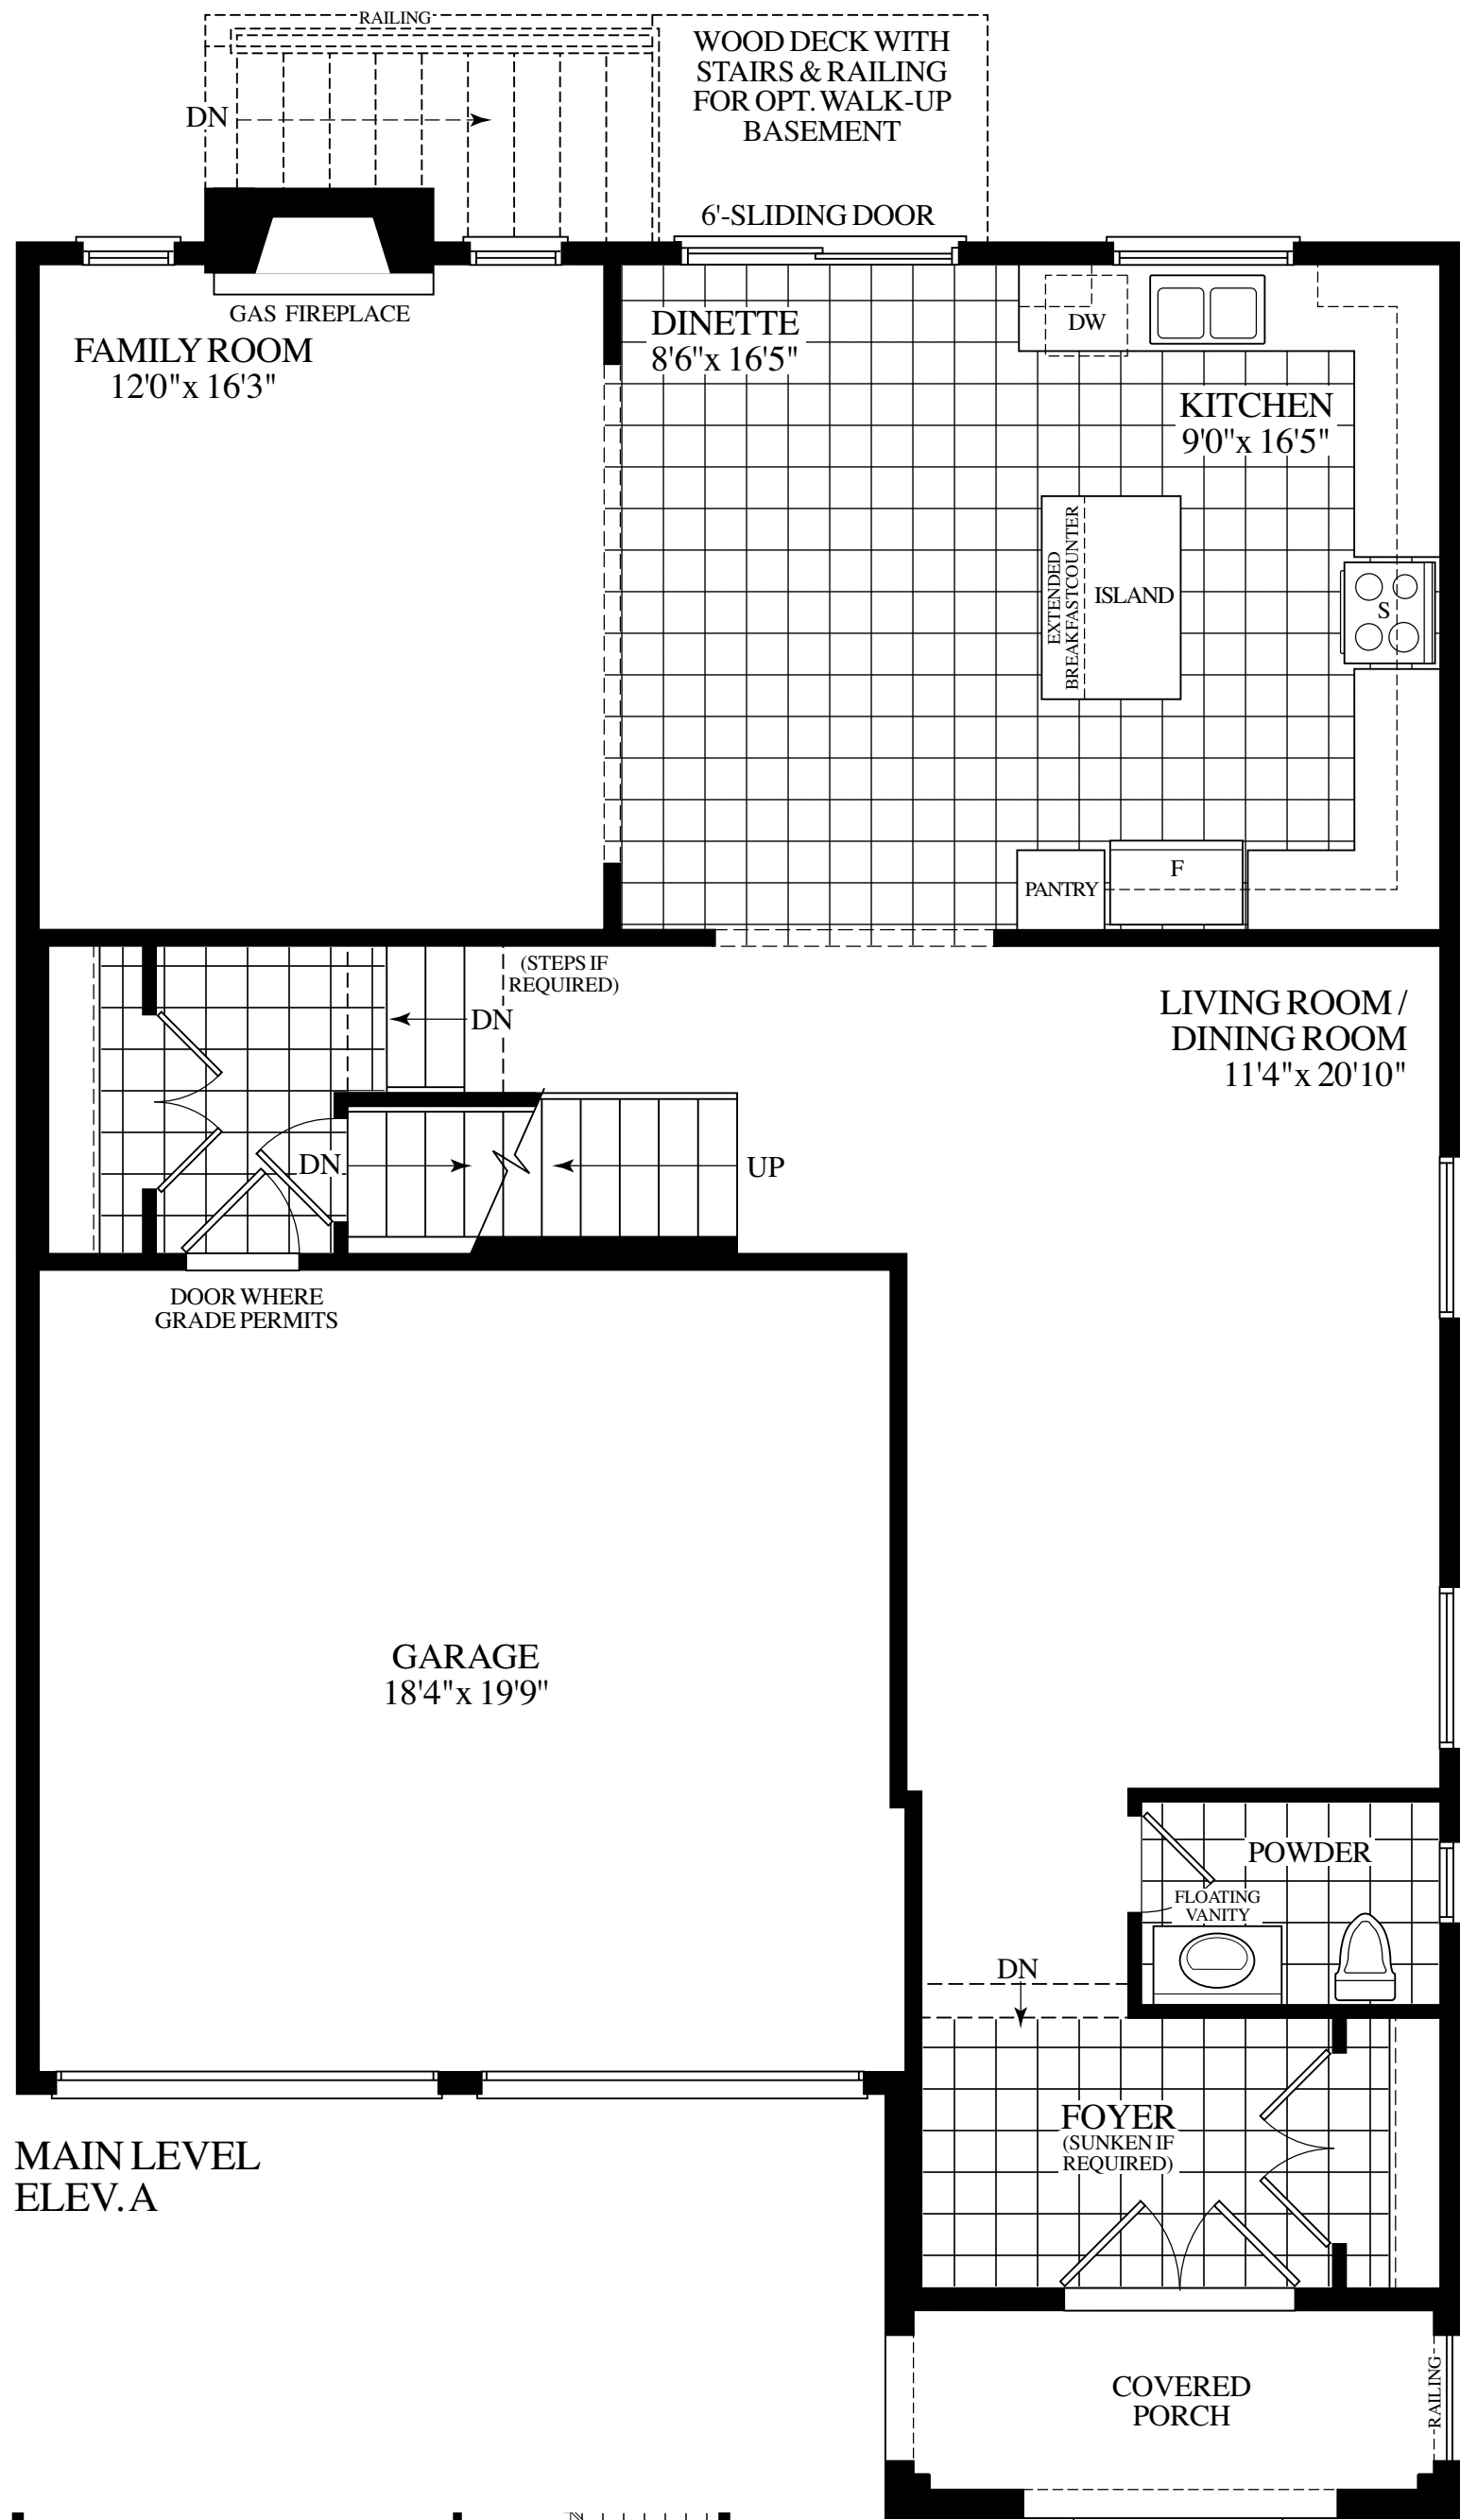 RAILING
WOOD DECK WITH
STAIRS & RAILING
FOR OPT. WALK-UP
BASEMENT
DN
6'-SLIDING DOOR
GAS FIREPLACE
FAMILY ROOM
12'0"x 16'3"
DINETTE
8'6"x 16'5"
DW
KITCHEN
9'0"x 16'5"
EXTENDED
BREAKFASTCOUNTER
ISLAND
S
PANTRY
F
(STEPS IF
REQUIRED)
DN
LIVING ROOM /
DINING ROOM
11'4"x 20'10"
DN
UP
DOOR WHERE
GRADE PERMITS
GARAGE
18'4"x 19'9"
POWDER
FLOATING
VANITY
DN
FOYER
(SUNKEN IF
REQUIRED)
MAIN LEVEL
ELEV. A
COVERED
PORCH
RAILING